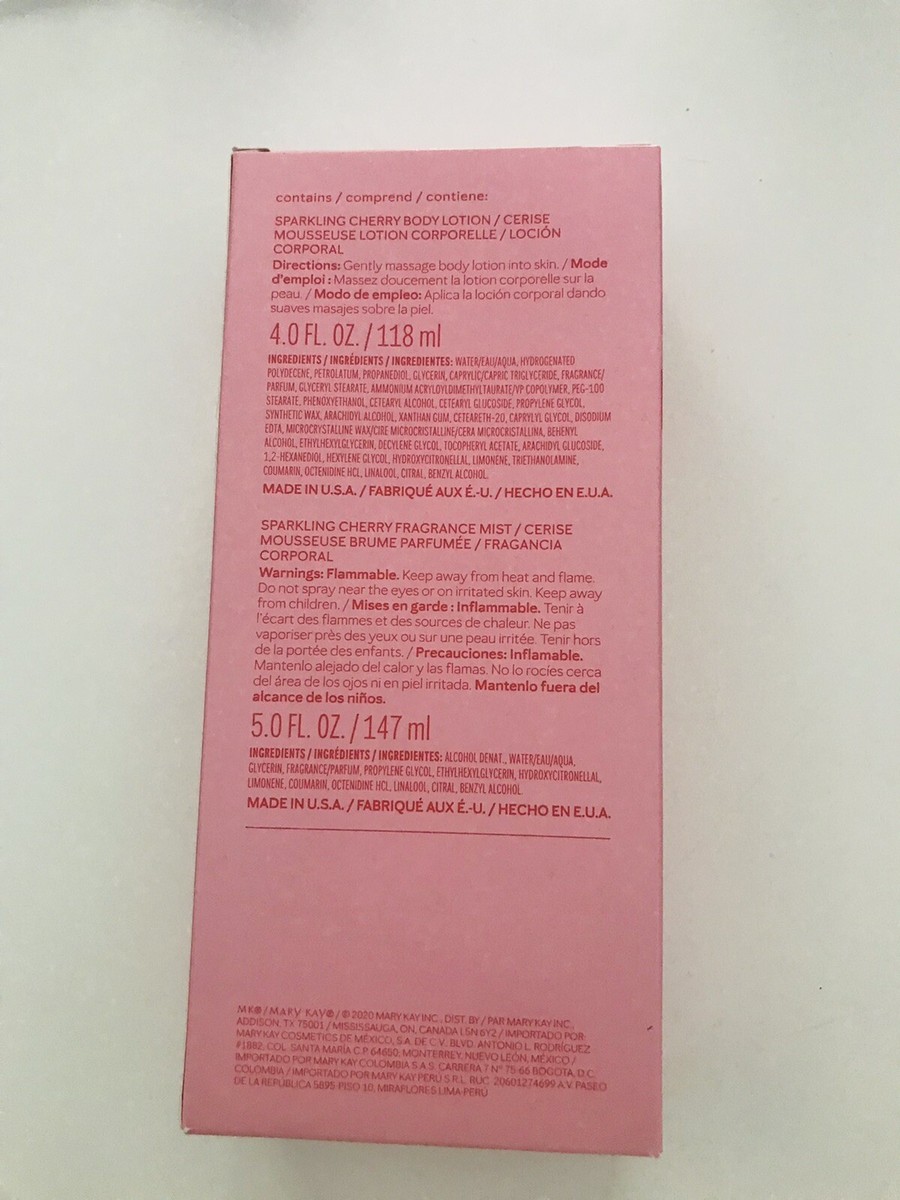 contains / comprend / contiene:
SPARKLING CHERRY BODY LOTION / CERISE
MOUSSEUSE LOTION CORPORELLE / LOCIÓN
CORPORAL
Directions: Gently massage body lotion into skin. / Mode
d'emploi : Massez doucement la lotion corporelle sur la
peau. / Modo de empleo: Aplica la loción corporal dando
suaves masajes sobre la piel.
4.0 FL. OZ. / 118 ml
INGREDIENTS / INGRÉDIENTS / INGREDIENTES: WATER/EAU/AQUA, HYDROGENATED
POLYDECENE, PETROLATUM, PROPANEDIOL, GLYCERIN, CAPRYLIC/CAPRIC TRIGLYCERIDE, FRAGRANCE/
PARFUM, GLYCERYL STEARATE, AMMONIUM ACRYLOYLDIMETHYLTAURATE/VP COPOLYMER, PEG-100
STEARATE, PHENOXYETHANOL, CETEARYL ALCOHOL, CETEARYL GLUCOSIDE, PROPYLENE GLYCOL,
SYNTHETIC WAX, ARACHIDYL ALCOHOL, XANTHAN GUM, CETEARETH-20, CAPRYLYL GLYCOL, DISODIUM
EDTA, MICROCRYSTALLINE WAX/CIRE MICROCRISTALLINE/CERA MICROCRISTALLINA, BEHENYL
ALCOHOL, ETHYLHEXYLGLYCERIN, DECYLENE GLYCOL, TOCOPHERYL ACETATE, ARACHIDYL GLUCOSIDE,
1,2-HEXANEDIOL, HEXYLENE GLYCOL, HYDROXYCITRONELLAL, LIMONENE, TRIETHANOLAMINE,
COUMARIN, OCTENIDINE HCL, LINALOOL, CITRAL, BENZYL ALCOHOL.
MADE IN U.S.A. / FABRIQUÉ AUX É.-U. / HECHO EN E.U.A.
SPARKLING CHERRY FRAGRANCE MIST / CERISE
MOUSSEUSE BRUME PARFUMÉE / FRAGANCIA
CORPORAL
Warnings: Flammable. Keep away from heat and flame.
Do not spray near the eyes or on irritated skin. Keep away
from children. / Mises en garde : Inflammable. Tenir à
l'écart des flammes et des sources de chaleur. Ne pas
vaporiser près des yeux ou sur une peau irritée. Tenir hors
de la portée des enfants. / Precauciones: Inflamable.
Mantenlo alejado del calor y las flamas. No lo rocíes cerca
del área de los ojos ni en piel irritada. Mantenlo fuera del
alcance de los niños.
5.0 FL. OZ. / 147 ml
INGREDIENTS / INGRÉDIENTS / INGREDIENTES: ALCOHOL DENAT., WATER/EAU/AQUA,
GLYCERIN, FRAGRANCE/PARFUM, PROPYLENE GLYCOL, ETHYLHEXYLGLYCERIN, HYDROXYCITRONELLAL,
LIMONENE, COUMARIN, OCTENIDINE HCL, LINALOOL, CITRAL, BENZYL ALCOHOL
MADE IN U.S.A. / FABRIQUÉ AUX É.-U. / HECHO EN E.U.A.
MK® / MARY KAY® / © 2020 MARY KAY INC., DIST. BY / PAR MARY KAY INC.,
ADDISON, TX 75001 / MISSISSAUGA, ON, CANADA L5N 6Y2 / IMPORTADO POR:
MARY KAY COSMETICS DE MÉXICO, S.A. DE C.V. BLVD. ANTONIO L. RODRÍGUEZ
#1882, COL. SANTA MARÍA C.P. 64650, MONTERREY, NUEVO LEÓN, MÉXICO /
IMPORTADO POR MARY KAY COLOMBIA S.A.S. CARRERA 7 Nº 75-66 BOGOTA, D.C.
COLOMBIA / IMPORTADO POR MARY KAY PERÚ S.R.L. RUC: 20601274699 A.V. PASEO
DE LA REPÚBLICA 5895 PISO 10, MIRAFLORES LIMA-PERÚ